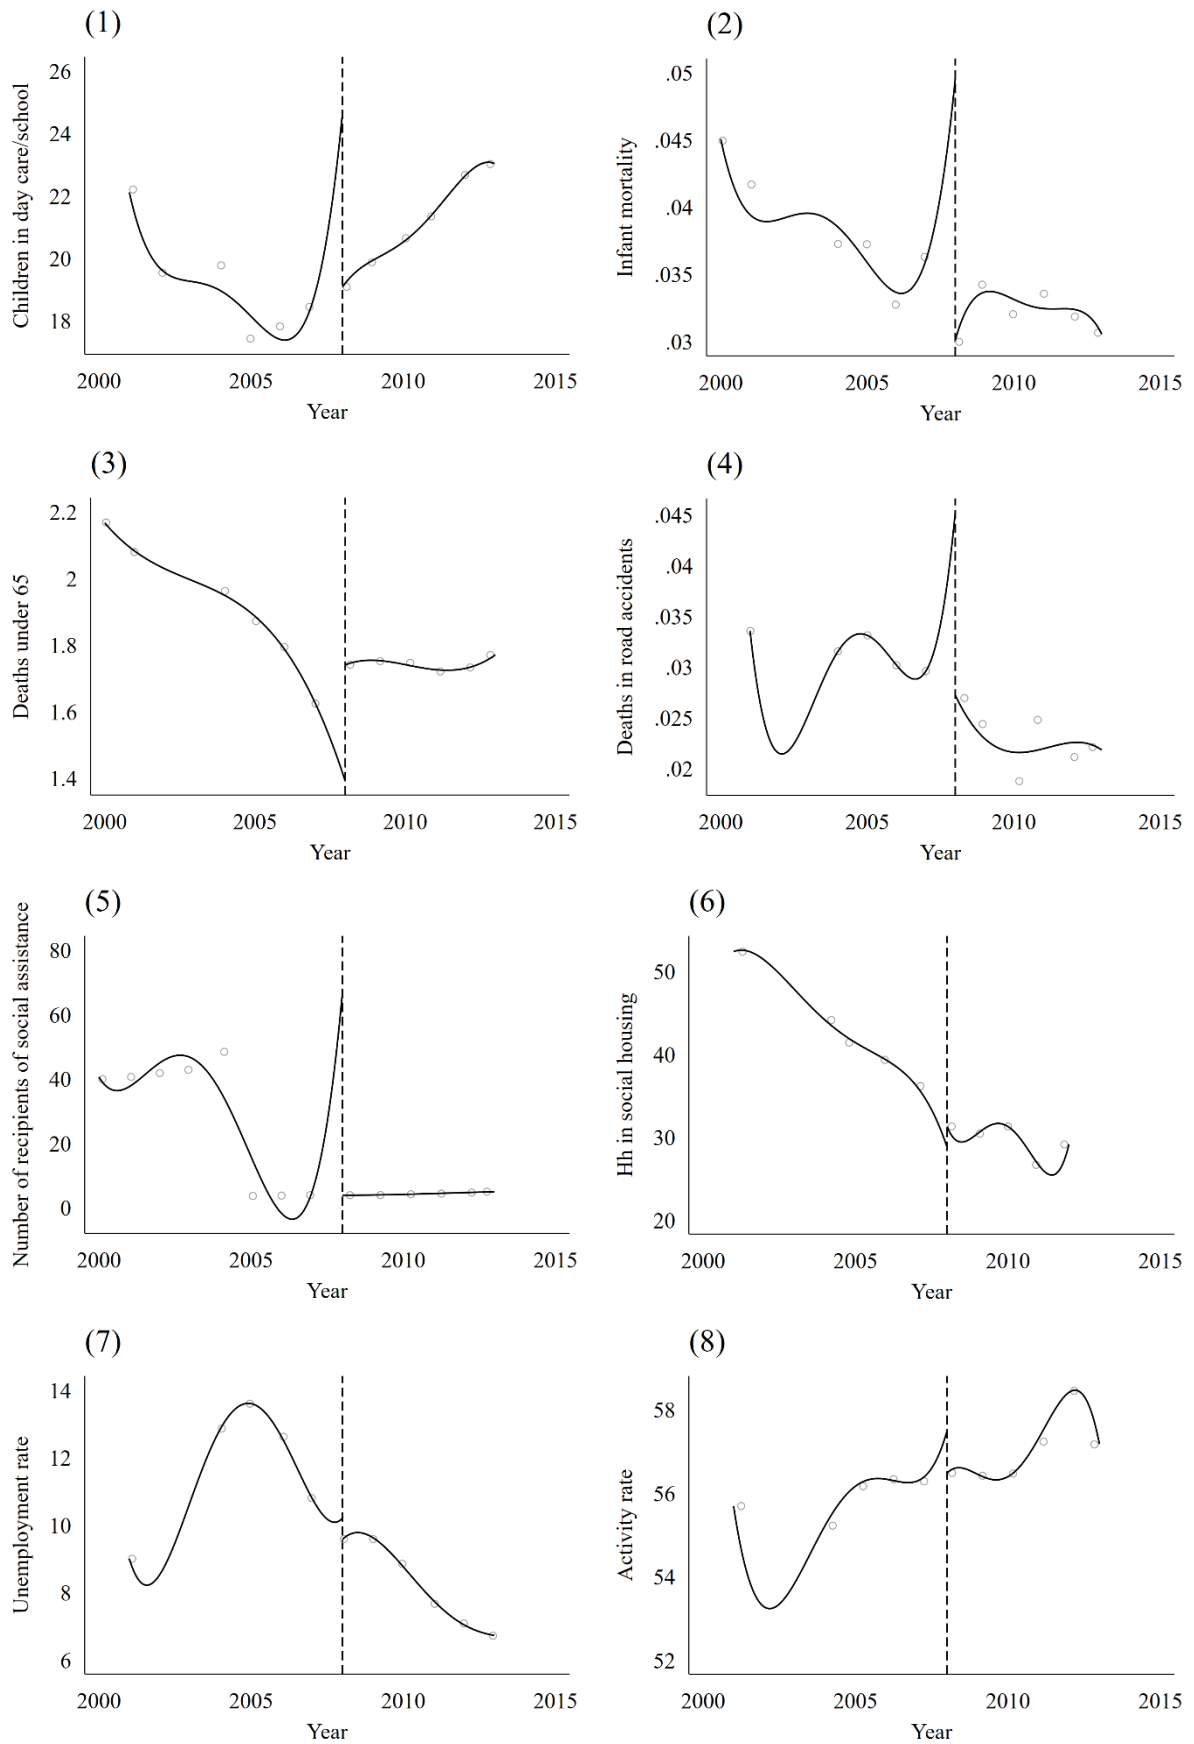 (1)
Children in day care/school
26
24
22
20
18
2000 2005 2010 2015
Year
(2)
Infant mortality
.05
.045
.04
.035
.03
2000 2005 2010 2015
Year
(3)
Deaths under 65
2.2
2
1.8
1.6
1.4
2000 2005 2010 2015
Year
(4)
Deaths in road accidents
.045
.04
.035
.03
.025
.02
2000 2005 2010 2015
Year
(5)
Number of recipients of social assistance
80
60
40
20
0
2000 2005 2010 2015
Year
(6)
Hh in social housing
50
40
30
20
2000 2005 2010 2015
Year
(7)
Unemployment rate
14
12
10
8
6
2000 2005 2010 2015
Year
(8)
Activity rate
58
56
54
52
2000 2005 2010 2015
Year